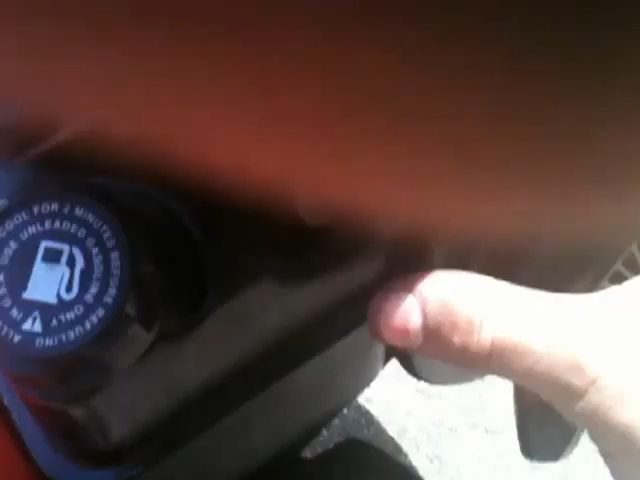 COOL FOR 2 MINUTES BEFORE REFUELING
USE UNLEADED GASOLINE ONLY